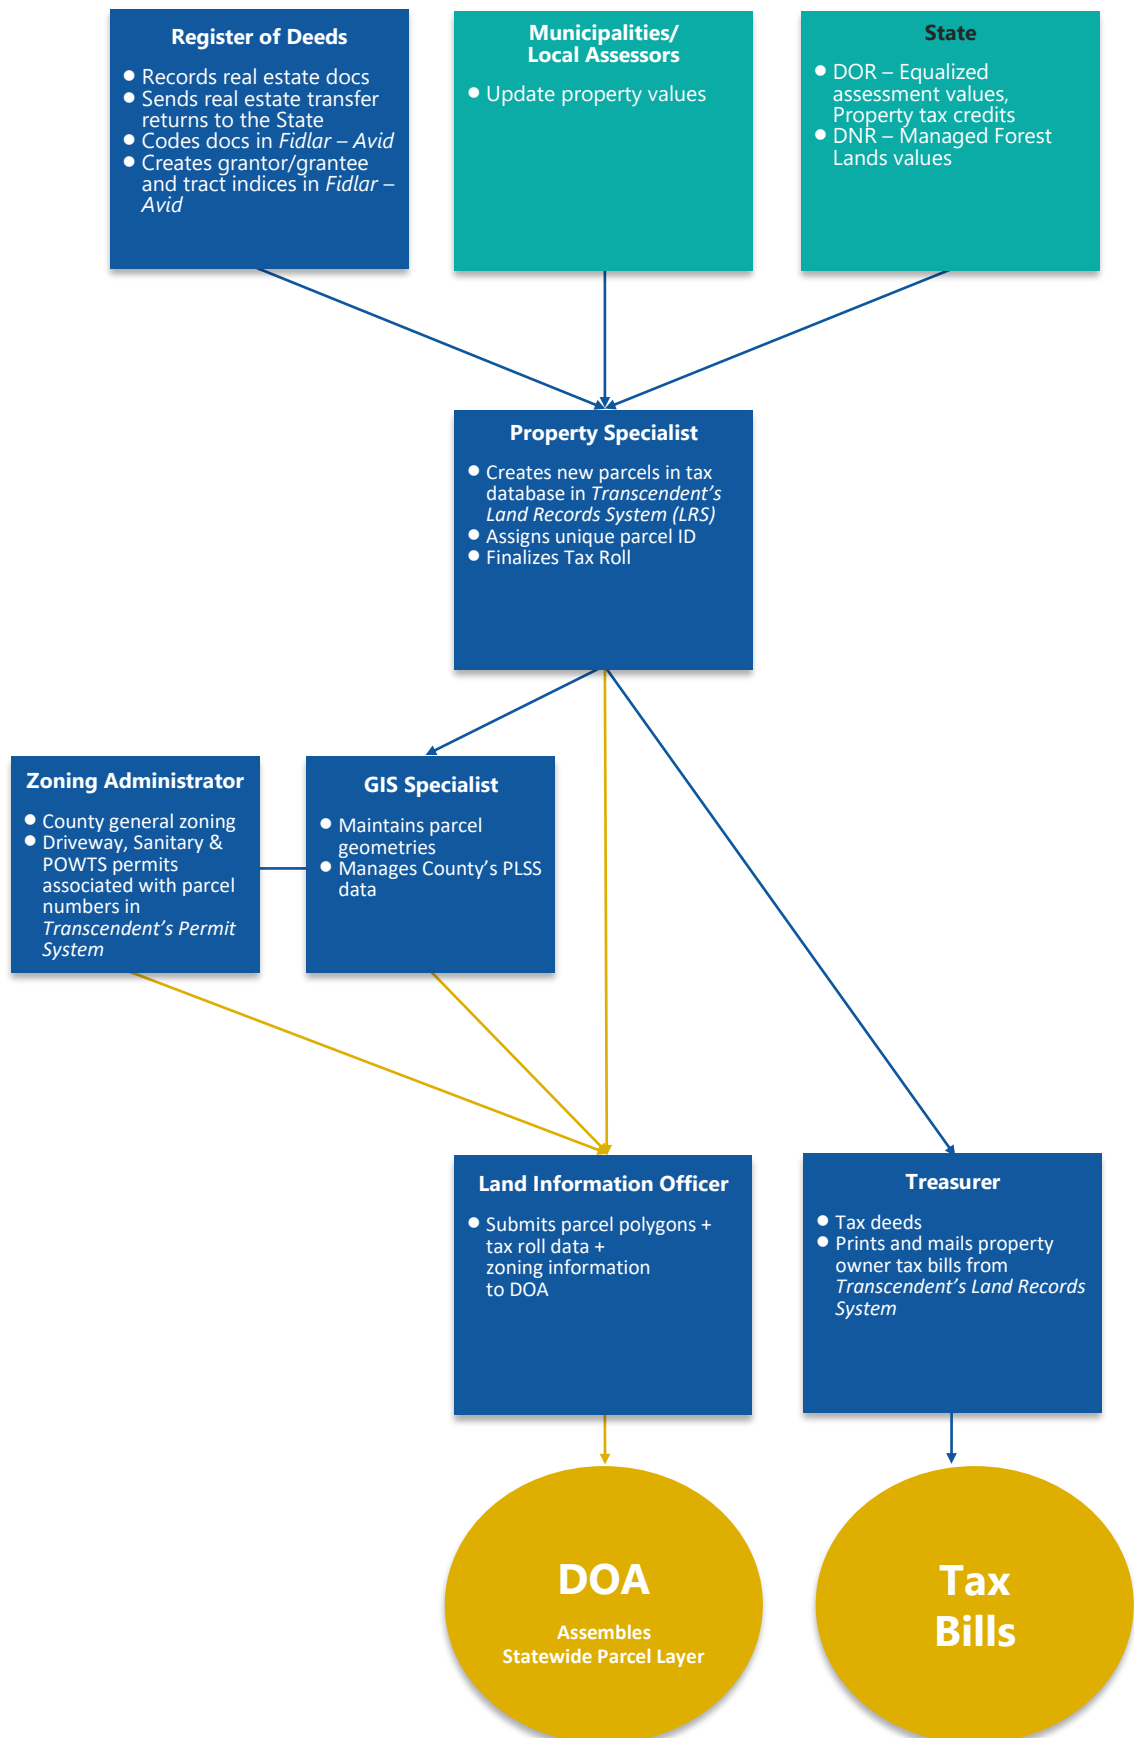 Register of Deeds
● Records real estate docs
● Sends real estate transfer
returns to the State
● Codes docs in Fidlar – Avid
● Creates grantor/grantee
and tract indices in Fidlar –
Avid
Municipalities/
Local Assessors
● Update property values
State
● DOR – Equalized
assessment values,
Property tax credits
● DNR – Managed Forest
Lands values
Property Specialist
● Creates new parcels in tax
database in Transcendent’s
Land Records System (LRS)
● Assigns unique parcel ID
● Finalizes Tax Roll
Zoning Administrator
● County general zoning
● Driveway, Sanitary &
POWTS permits
associated with parcel
numbers in
Transcendent’s Permit
System
GIS Specialist
● Maintains parcel
geometries
● Manages County’s PLSS
data
Land Information Officer
● Submits parcel polygons +
tax roll data +
zoning information
to DOA
Treasurer
● Tax deeds
● Prints and mails property
owner tax bills from
Transcendent’s Land Records
System
DOA
Assembles
Statewide Parcel Layer
Tax
Bills